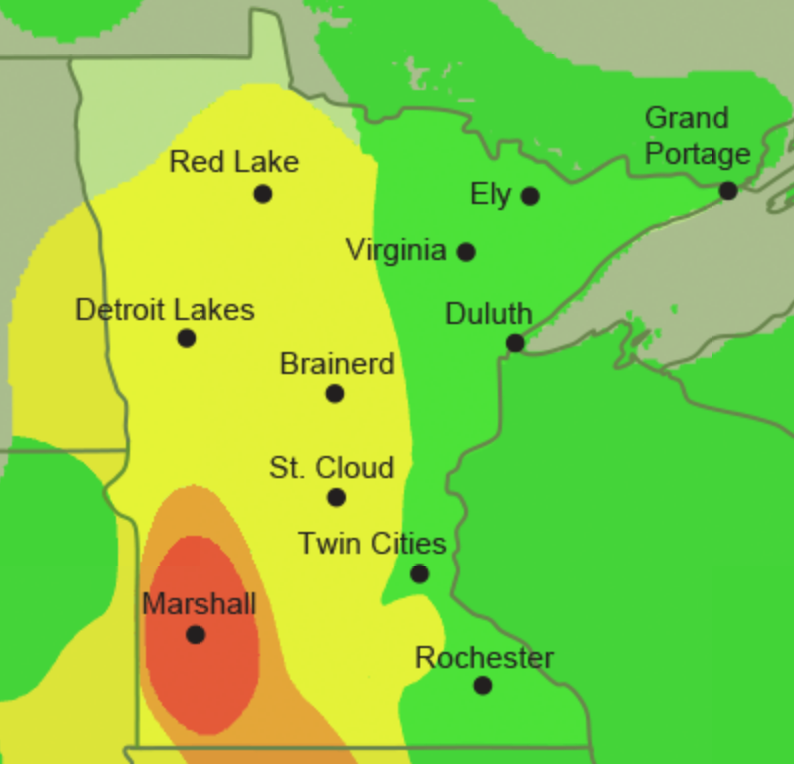 Grand
Portage
Red Lake
Ely
Virginia
Detroit Lakes
Duluth
Brainerd
St. Cloud
Twin Cities
Marshall
Rochester